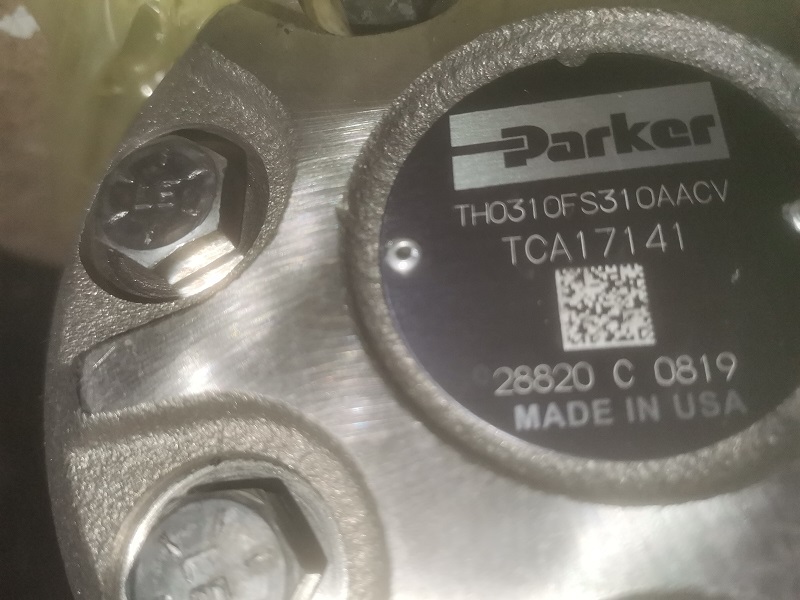 Parker
TH0310FS310AACV
TCA17141
28820 C 0819
MADE IN USA